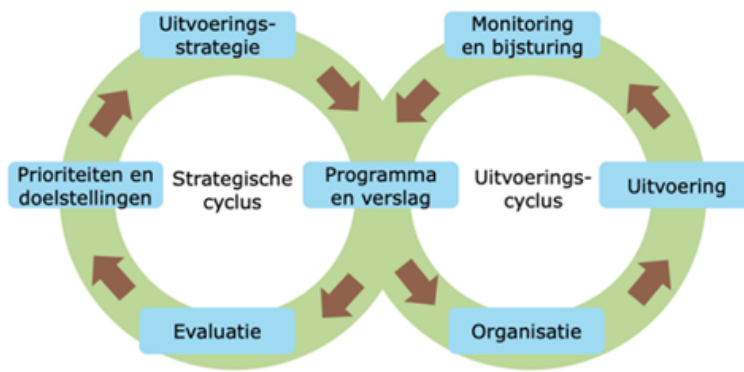 Uitvoerings-
strategie
Monitoring
en bijsturing
Prioriteiten en
doelstellingen
Strategische
cyclus
Programma
en verslag
Uitvoerings-
cyclus
Uitvoering
Evaluatie
Organisatie